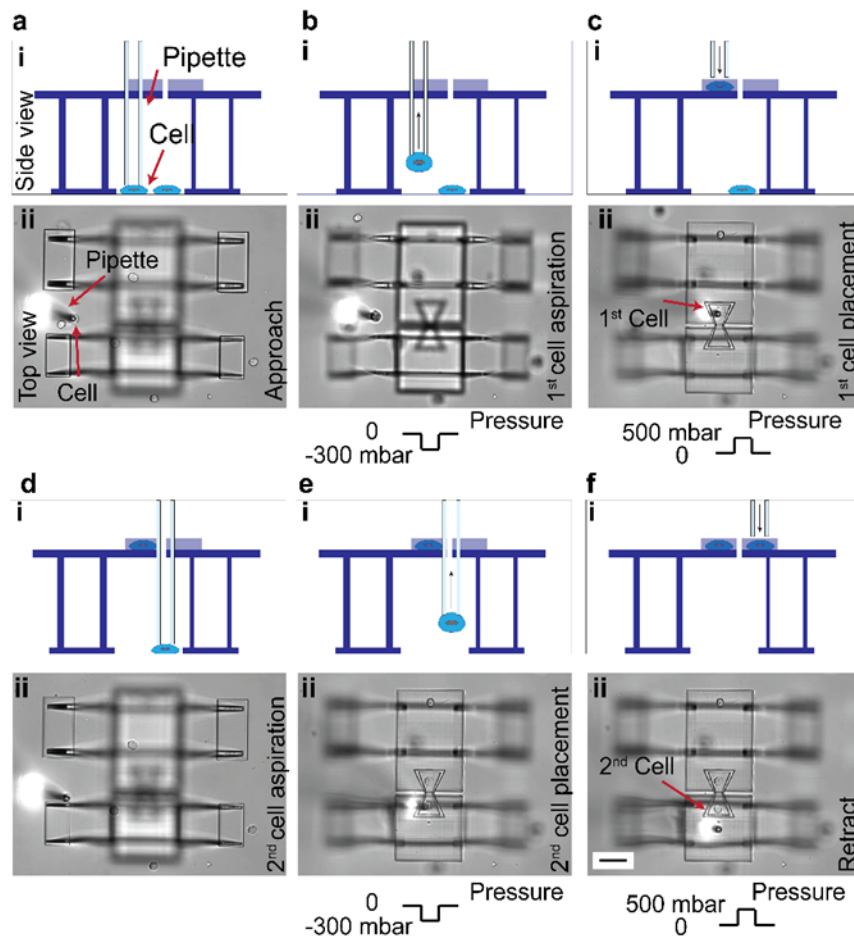 a
b
c
i
i
i
Pipette
Cell
Side view
ii
ii
ii
Pipette
Cell
Top view
Approach
1st cell aspiration
1st Cell
1st cell placement
Pressure
0
-300 mbar
Pressure
500 mbar
0
d
e
f
i
i
i
ii
ii
ii
2nd cell aspiration
2nd cell placement
2nd Cell
Retract
Pressure
0
-300 mbar
Pressure
500 mbar
0